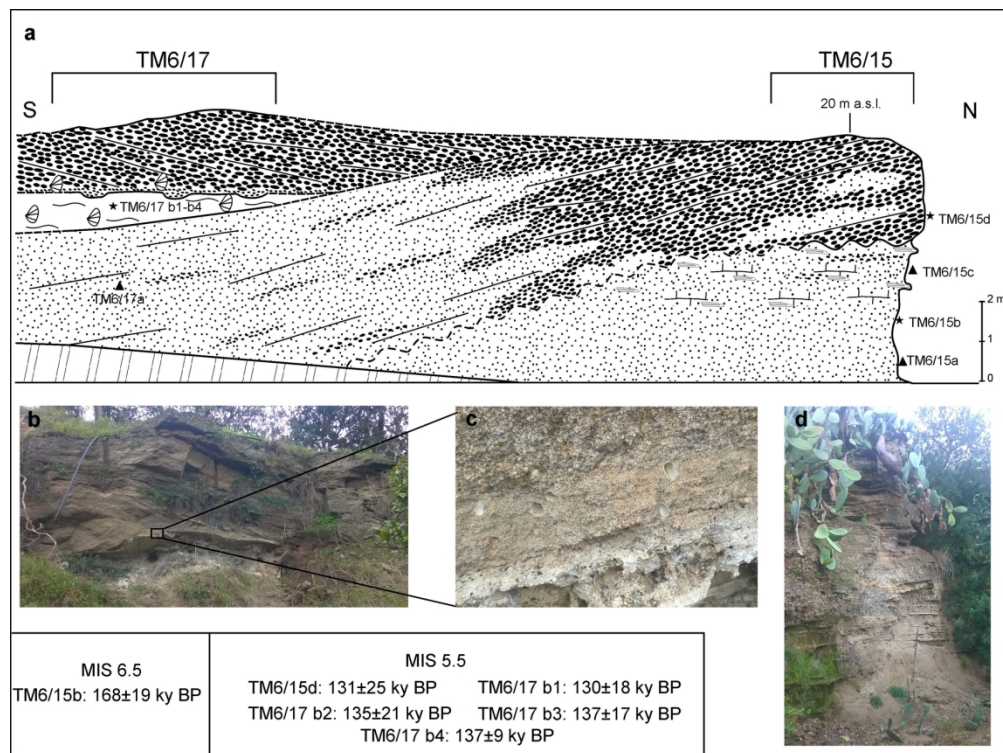 a
TM6/17
TM6/15
S
20 m a.s.l.
N
★ TM6/17 b1-b4
★ TM6/15d
▲ TM6/15c
▲
TM6/17a
2 m
★ TM6/15b
1
▲ TM6/15a
0
b
c
d
MIS 6.5
TM6/15b: 168±19 ky BP
MIS 5.5
TM6/15d: 131±25 ky BP TM6/17 b1: 130±18 ky BP
TM6/17 b2: 135±21 ky BP TM6/17 b3: 137±17 ky BP
TM6/17 b4: 137±9 ky BP